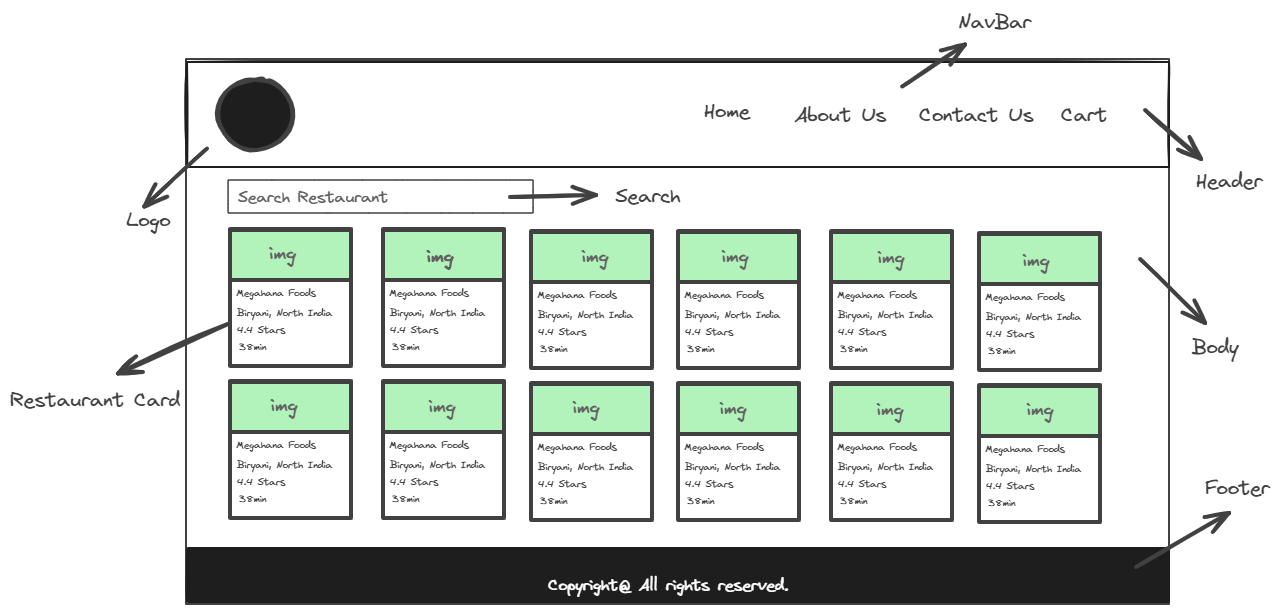 NavBar
Home About Us Contact Us Cart
Header
Logo
Search Restaurant
Search
img img img img img img
Megahana Foods Megahana Foods Megahana Foods Megahana Foods Megahana Foods Megahana Foods
Biryani, North India Biryani, North India Biryani, North India Biryani, North India Biryani, North India Biryani, North India
4.4 Stars 4.4 Stars 4.4 Stars 4.4 Stars 4.4 Stars 4.4 Stars
38min 38min 38min 38min 38min 38min
Body
Restaurant Card
img img img img img img
Megahana Foods Megahana Foods Megahana Foods Megahana Foods Megahana Foods Megahana Foods
Biryani, North India Biryani, North India Biryani, North India Biryani, North India Biryani, North India Biryani, North India
4.4 Stars 4.4 Stars 4.4 Stars 4.4 Stars 4.4 Stars 4.4 Stars
38min 38min 38min 38min 38min 38min
Footer
Copyright@ All rights reserved.